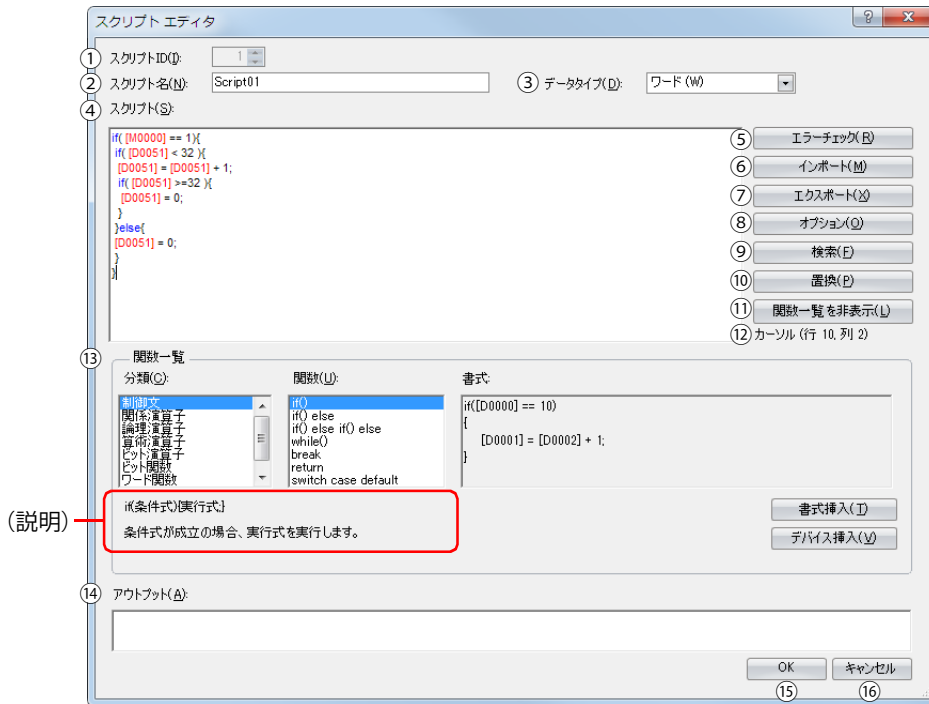 スクリプト エディタ
① スクリプトID(I): 1
② スクリプト名(N): Script01 ③ データタイプ(D): ワード (W)
④ スクリプト(S):
if( [M0000] == 1){
if( [D0051] < 32 ){
[D0051] = [D0051] + 1;
if( [D0051] >=32 ){
[D0051] = 0;
}
}else{
[D0051] = 0;
}
}
⑤ エラーチェック(R)
⑥ インポート(M)
⑦ エクスポート(X)
⑧ オプション(O)
⑨ 検索(F)
⑩ 置換(P)
⑪ 関数一覧を非表示(L)
⑫ カーソル (行 10, 列 2)
⑬ 関数一覧
分類(C): 関数(U): 書式:
制御文
関係演算子
論理演算子
算術演算子
ビット演算子
ビット関数
ワード関数
if()
if() else
if() else if() else
while()
break
return
switch case default
if([D0000] == 10)
{
[D0001] = [D0002] + 1;
}
(説明)
if(条件式){実行式;}
条件式が成立の場合、実行式を実行します。
書式挿入(T)
デバイス挿入(V)
⑭ アウトプット(A):
OK キャンセル
⑮ ⑯